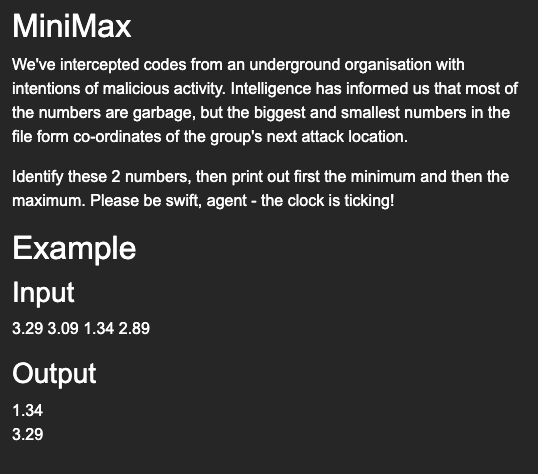 MiniMax
We've intercepted codes from an underground organisation with
intentions of malicious activity. Intelligence has informed us that most of
the numbers are garbage, but the biggest and smallest numbers in the
file form co-ordinates of the group's next attack location.
Identify these 2 numbers, then print out first the minimum and then the
maximum. Please be swift, agent - the clock is ticking!
Example
Input
3.29 3.09 1.34 2.89
Output
1.34
3.29